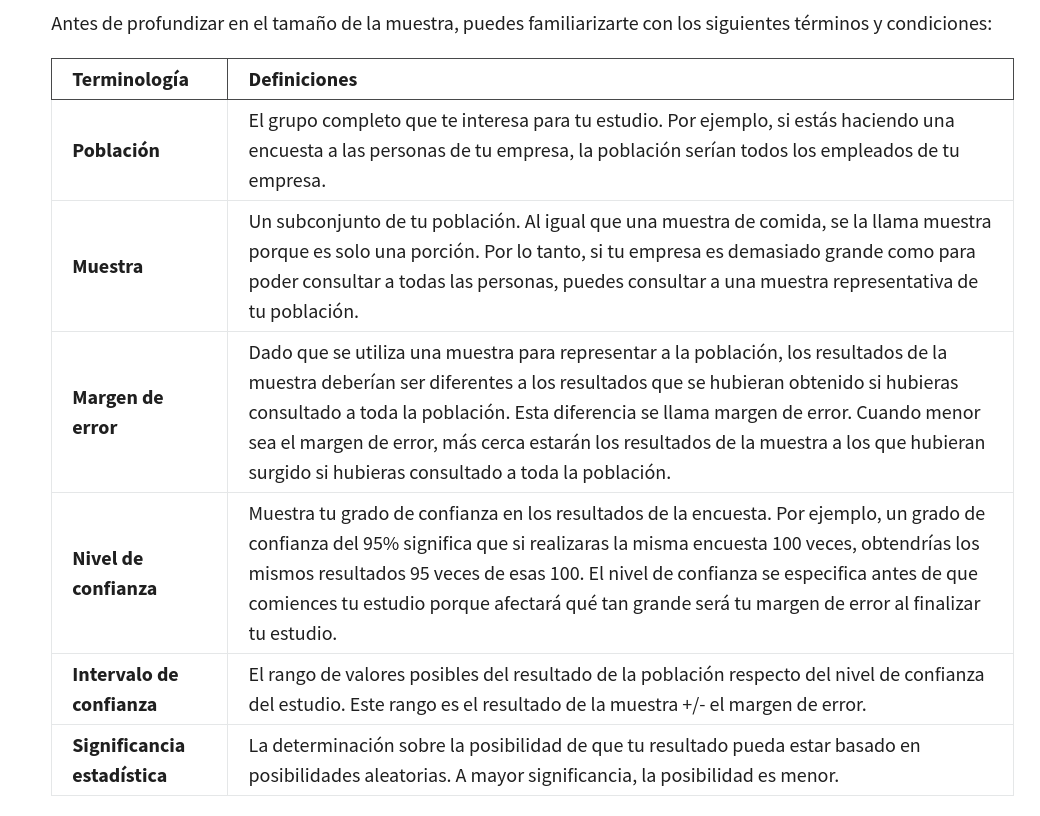 Antes de profundizar en el tamaño de la muestra, puedes familiarizarte con los siguientes términos y condiciones:
Terminología
Definiciones
Población
El grupo completo que te interesa para tu estudio. Por ejemplo, si estás haciendo una
encuesta a las personas de tu empresa, la población serían todos los empleados de tu
empresa.
Muestra
Un subconjunto de tu población. Al igual que una muestra de comida, se la llama muestra
porque es solo una porción. Por lo tanto, si tu empresa es demasiado grande como para
poder consultar a todas las personas, puedes consultar a una muestra representativa de
tu población.
Margen de
error
Dado que se utiliza una muestra para representar a la población, los resultados de la
muestra deberían ser diferentes a los resultados que se hubieran obtenido si hubieras
consultado a toda la población. Esta diferencia se llama margen de error. Cuando menor
sea el margen de error, más cerca estarán los resultados de la muestra a los que hubieran
surgido si hubieras consultado a toda la población.
Nivel de
confianza
Muestra tu grado de confianza en los resultados de la encuesta. Por ejemplo, un grado de
confianza del 95% significa que si realizaras la misma encuesta 100 veces, obtendrías los
mismos resultados 95 veces de esas 100. El nivel de confianza se especifica antes de que
comiences tu estudio porque afectará qué tan grande será tu margen de error al finalizar
tu estudio.
Intervalo de
confianza
El rango de valores posibles del resultado de la población respecto del nivel de confianza
del estudio. Este rango es el resultado de la muestra +/- el margen de error.
Significancia
estadística
La determinación sobre la posibilidad de que tu resultado pueda estar basado en
posibilidades aleatorias. A mayor significancia, la posibilidad es menor.